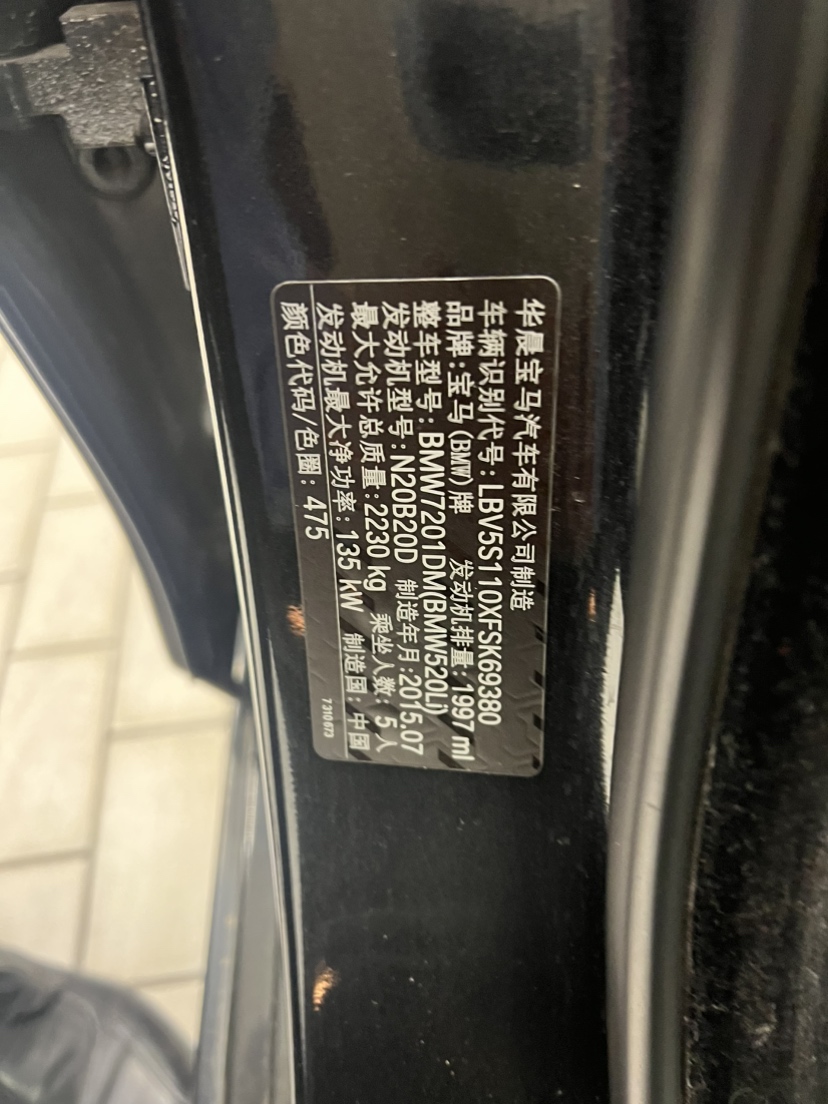 华晨宝马汽车有限公司制造
车辆识别代号: LBV5S110XFSK69380
品牌:宝马(BMW)牌 发动机排量:1997 ml
整车型号: BMW7201DM(BMW520Li)
发动机型号: N20B20D 制造年月:2015.07
最大允许总质量: 2230 kg 乘坐人数: 5 人
发动机最大净功率: 135 kW 制造国: 中国
颜色代码/色圈: 475
7 310 673